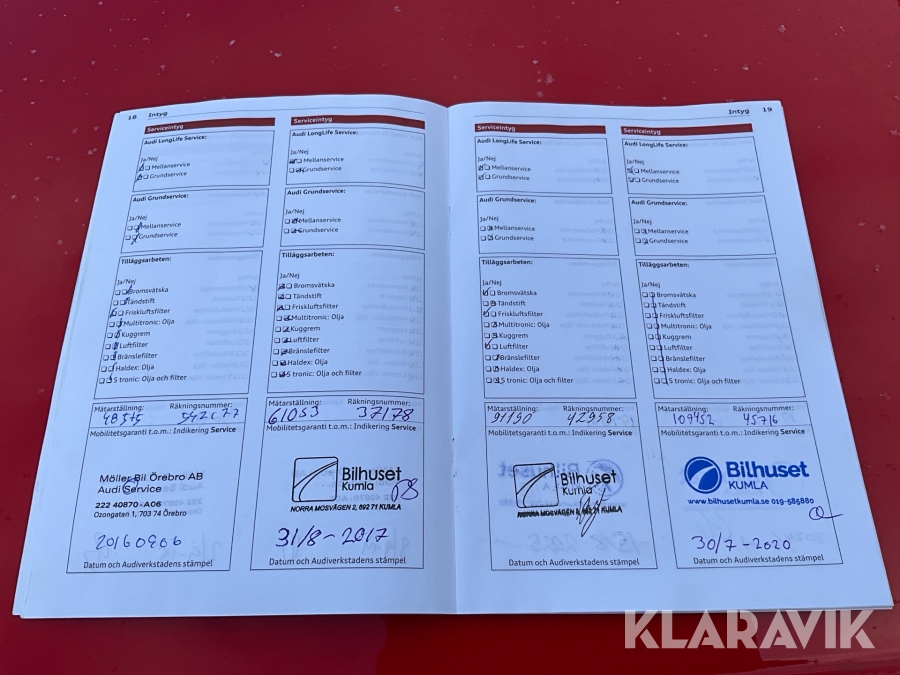 18 Intyg
Serviceintyg
Audi LongLife Service:
Ja/Nej
Mellanservice
Grundservice
Audi Grundservice:
Ja/Nej
Mellanservice
Grundservice
Tilläggsarbeten:
Ja/Nej
Bromsvätska
Tändstift
Friskluftsfilter
Multitronic: Olja
Kuggrem
Luftfilter
Bränslefilter
Haldex: Olja
S tronic: Olja och filter
Mätarställning: Räkningsnummer:
Mobilitetsgaranti t.o.m.: Indikering Service
Möller Bil Örebro AB
Audi Service
222 40870-A06
Ozongatan 1, 703 74 Örebro
20160906
Datum och Audiverkstadens stämpel
Serviceintyg
Audi LongLife Service:
Ja/Nej
Mellanservice
Grundservice
Audi Grundservice:
Ja/Nej
Mellanservice
Grundservice
Tilläggsarbeten:
Ja/Nej
Bromsvätska
Tändstift
Friskluftsfilter
Multitronic: Olja
Kuggrem
Luftfilter
Bränslefilter
Haldex: Olja
S tronic: Olja och filter
Mätarställning: Räkningsnummer:
61053 37178
Mobilitetsgaranti t.o.m.: Indikering Service
Bilhuset
Kumla
NORRA MOSVÄGEN 2, 692 71 KUMLA
31/8-2017
Datum och Audiverkstadens stämpel
Intyg 19
Serviceintyg
Audi LongLife Service:
Ja/Nej
Mellanservice
Grundservice
Audi Grundservice:
Ja/Nej
Mellanservice
Grundservice
Tilläggsarbeten:
Ja/Nej
Bromsvätska
Tändstift
Friskluftsfilter
Multitronic: Olja
Kuggrem
Luftfilter
Bränslefilter
Haldex: Olja
S tronic: Olja och filter
Mätarställning: Räkningsnummer:
91190 42958
Mobilitetsgaranti t.o.m.: Indikering Service
Bilhuset
Kumla
NORRA MOSVÄGEN 2, 692 71 KUMLA
Datum och Audiverkstadens stämpel
Serviceintyg
Audi LongLife Service:
Ja/Nej
Mellanservice
Grundservice
Audi Grundservice:
Ja/Nej
Mellanservice
Grundservice
Tilläggsarbeten:
Ja/Nej
Bromsvätska
Tändstift
Friskluftsfilter
Multitronic: Olja
Kuggrem
Luftfilter
Bränslefilter
Haldex: Olja
S tronic: Olja och filter
Mätarställning: Räkningsnummer:
109452 45716
Mobilitetsgaranti t.o.m.: Indikering Service
Bilhuset
KUMLA
www.bilhusetkumla.se 019-585880
30/7-2020
Datum och Audiverkstadens stämpel
KLARAVIK